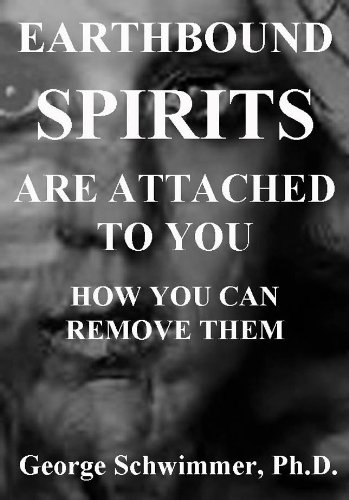 EARTHBOUND
SPIRITS
ARE ATTACHED
TO YOU
HOW YOU CAN
REMOVE THEM
George Schwimmer, Ph.D.